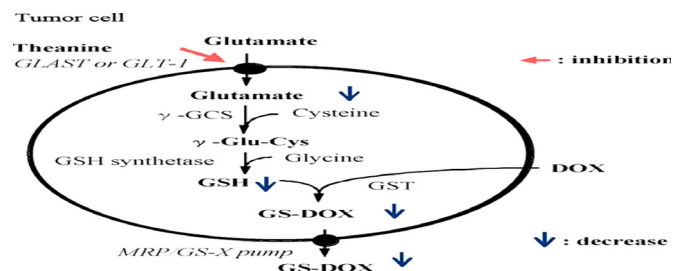 Tumor cell
Theanine
GLAST or GLT-1
Glutamate
: inhibition
Glutamate
γ-GCS
Cysteine
γ-Glu-Cys
GSH synthetase
Glycine
GSH
GST
DOX
GS-DOX
MRP/GS-X pump
: decrease
GS-DOX